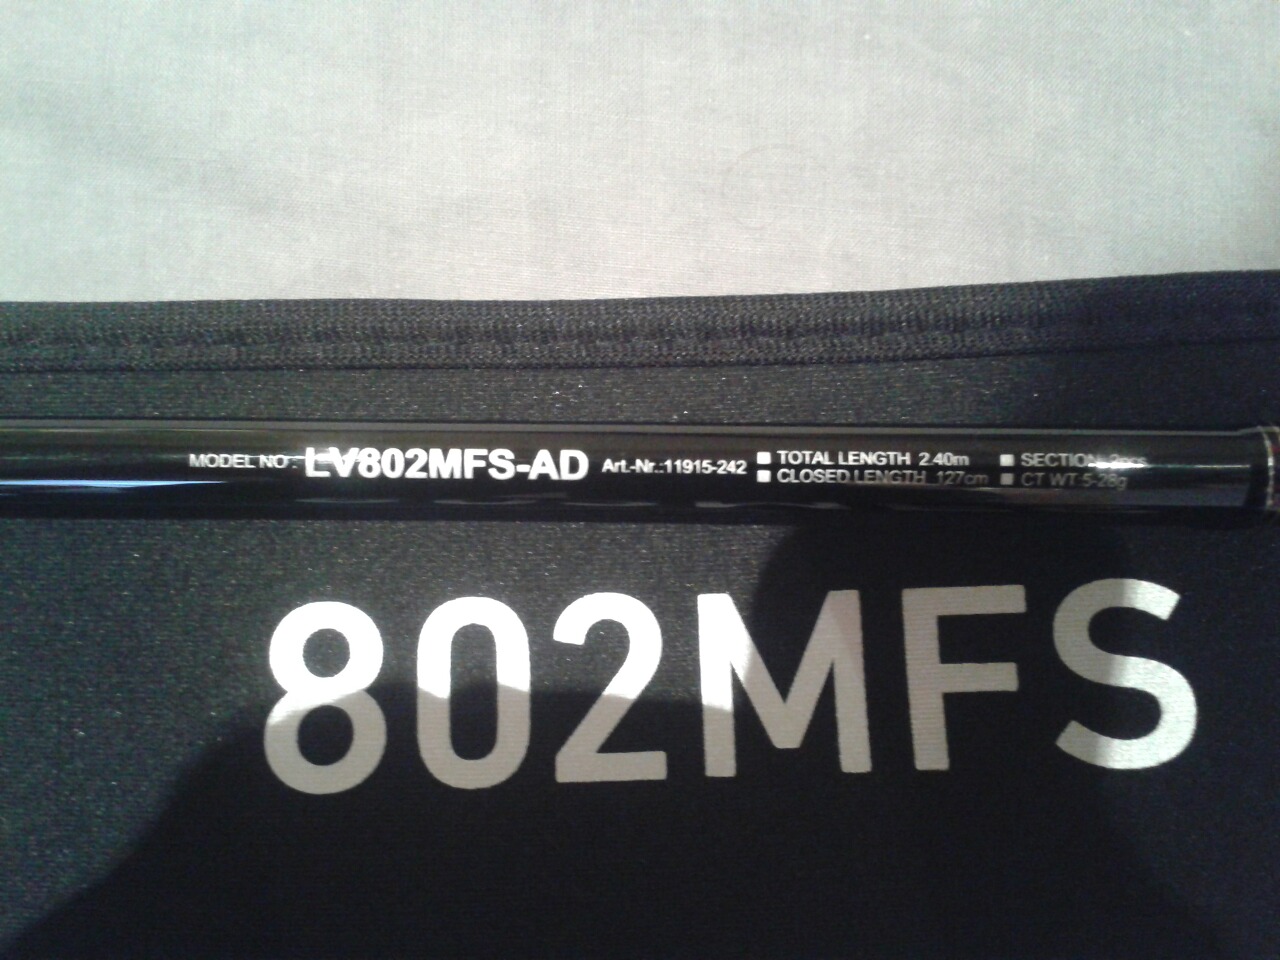 MODEL NO: LV802MFS-AD Art.-Nr.:11915-242 ■ TOTAL LENGTH 2.40m ■ SECTION 2pcs
■ CLOSED LENGTH 127cm ■ CT WT 5-28g
802MFS